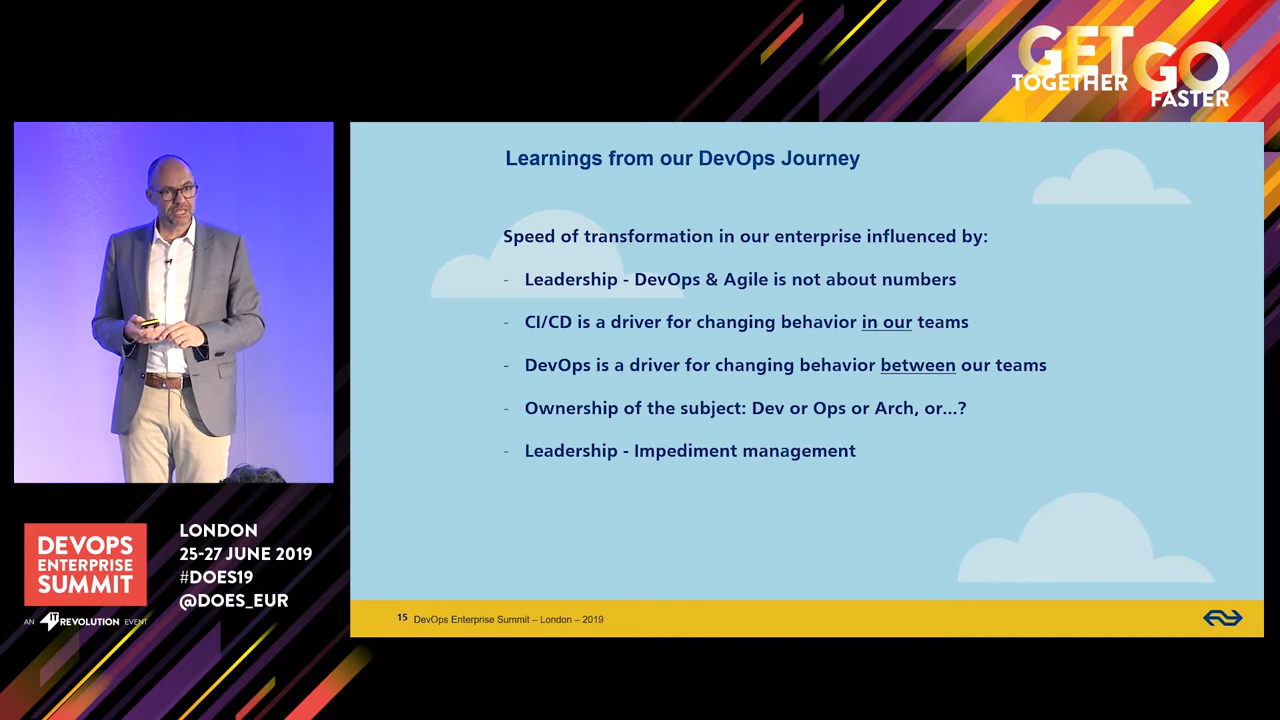 GET
TOGETHER
GO
FASTER
Learnings from our DevOps Journey
Speed of transformation in our enterprise influenced by:
- Leadership - DevOps & Agile is not about numbers
- CI/CD is a driver for changing behavior in our teams
- DevOps is a driver for changing behavior between our teams
- Ownership of the subject: Dev or Ops or Arch, or...?
- Leadership - Impediment management
15 DevOps Enterprise Summit – London – 2019
DEVOPS
ENTERPRISE
SUMMIT
AN IT REVOLUTION EVENT
LONDON
25-27 JUNE 2019
#DOES19
@DOES_EUR